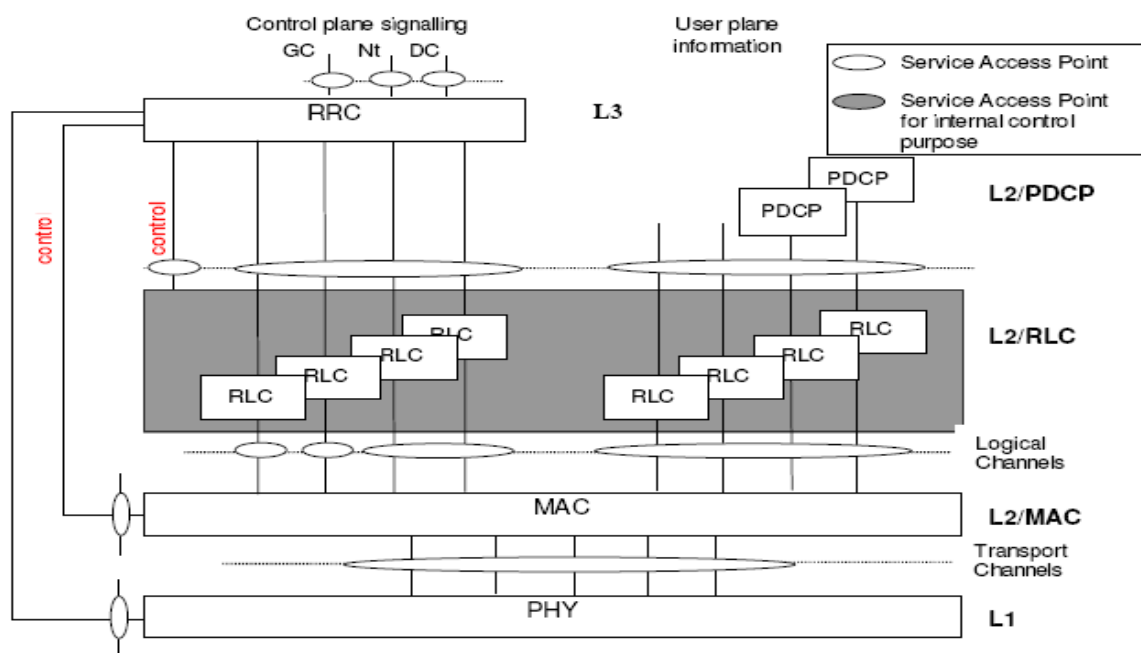 Control plane signalling
GC Nt DC
User plane
information
Service Access Point
Service Access Point
for internal control
purpose
RRC
L3
PDCP
PDCP
L2/PDCP
control
control
RLC
RLC
RLC
RLC
RLC
RLC
RLC
RLC
L2/RLC
Logical
Channels
MAC
L2/MAC
Transport
Channels
PHY
L1